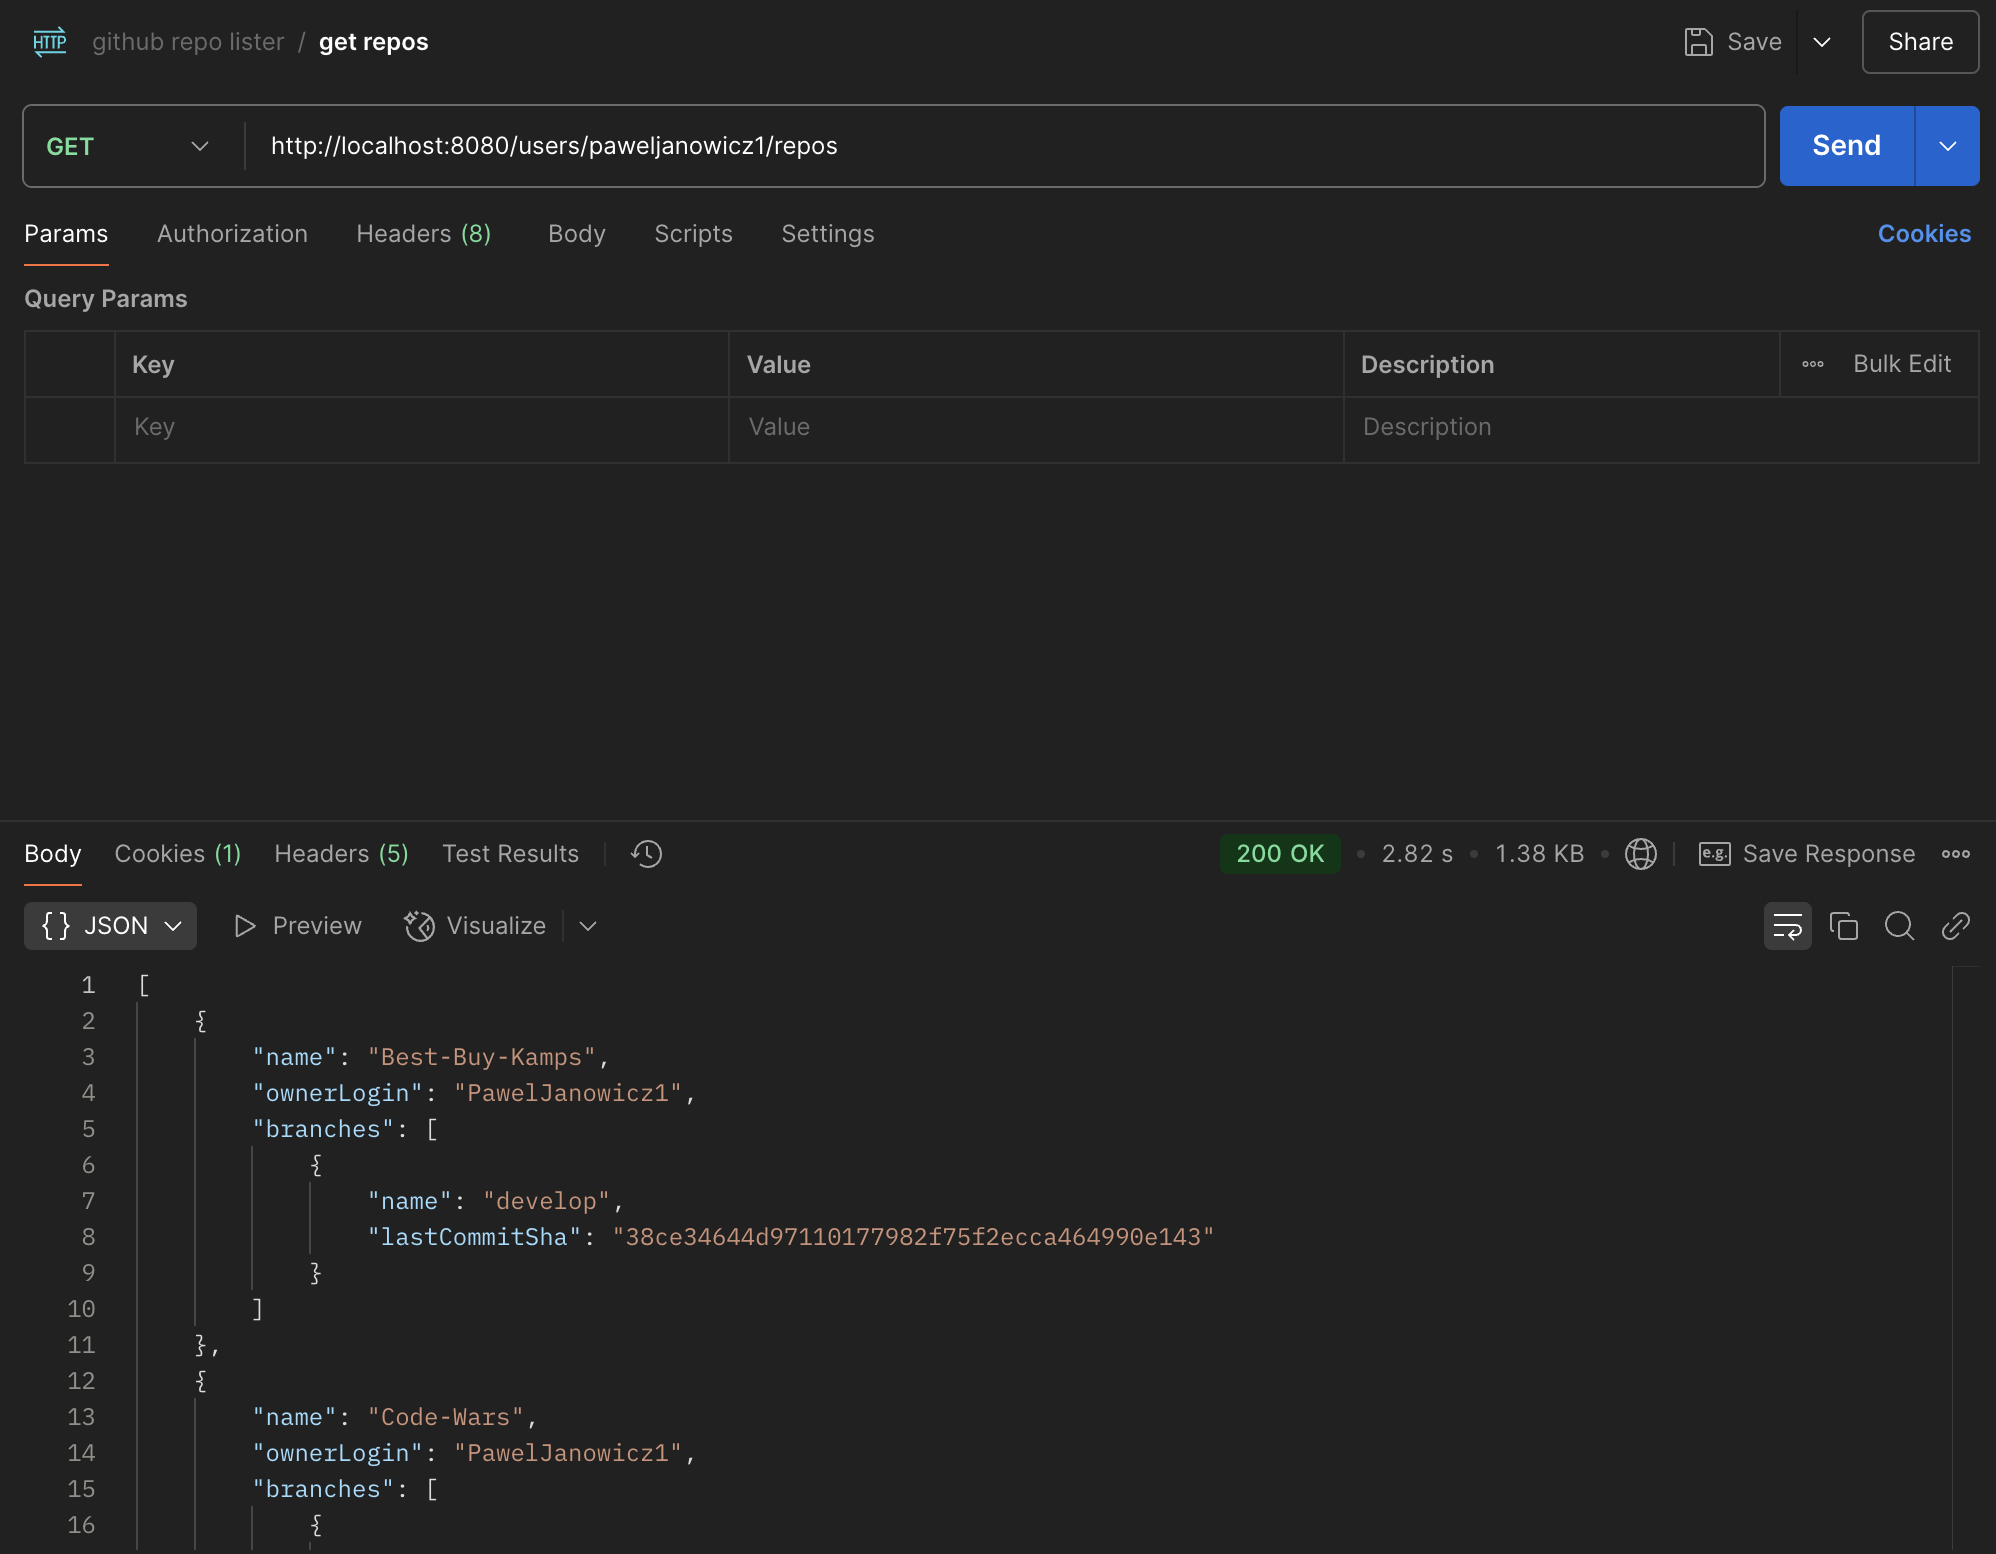 HTTP github repo lister / get repos Save Share
GET http://localhost:8080/users/paweljanowicz1/repos Send
Params Authorization Headers (8) Body Scripts Settings Cookies
Query Params
Key Value Description Bulk Edit
Key Value Description
Body Cookies (1) Headers (5) Test Results 200 OK • 2.82 s • 1.38 KB • e.g. Save Response
{} JSON Preview Visualize
1 [
2 {
3 "name": "Best-Buy-Kamps",
4 "ownerLogin": "PawelJanowicz1",
5 "branches": [
6 {
7 "name": "develop",
8 "lastCommitSha": "38ce34644d97110177982f75f2ecca464990e143"
9 }
10 ]
11 },
12 {
13 "name": "Code-Wars",
14 "ownerLogin": "PawelJanowicz1",
15 "branches": [
16 {